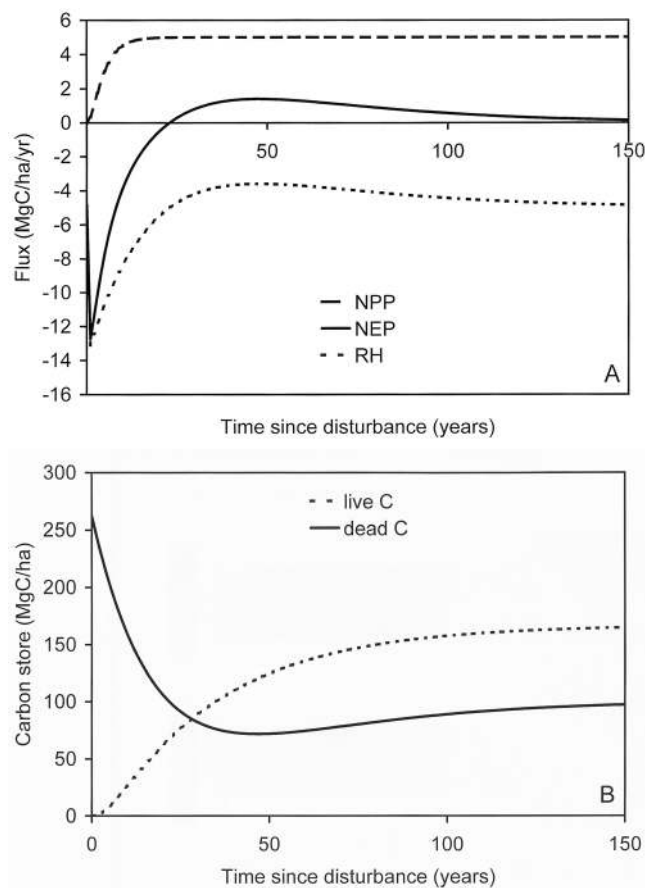 6
4
2
0
-2
-4
-6
-8
-10
-12
-14
-16
Flux (MgC/ha/yr)
50
100
150
NPP
NEP
RH
A
Time since disturbance (years)
300
250
200
150
100
50
0
Carbon store (MgC/ha)
live C
dead C
B
0
50
100
150
Time since disturbance (years)